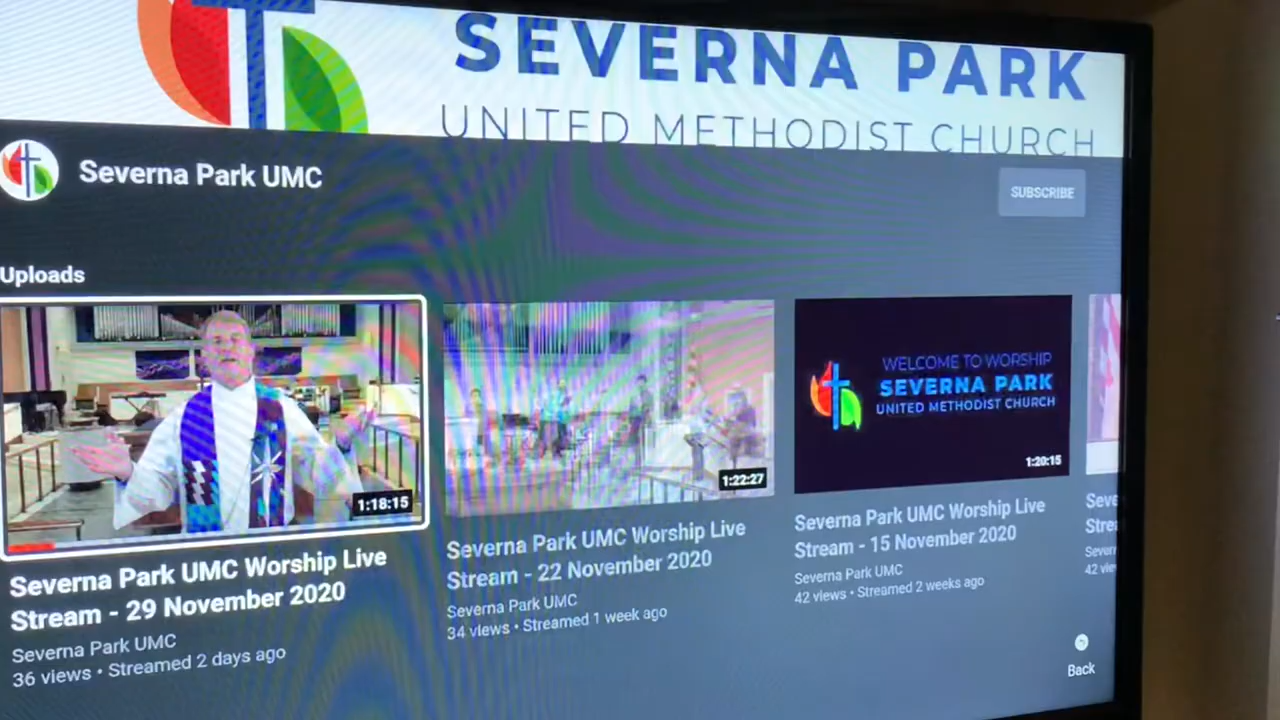 SEVERNA PARK
UNITED METHODIST CHURCH
Severna Park UMC
SUBSCRIBE
Uploads
1:18:15
Severna Park UMC Worship Live
Stream - 29 November 2020
Severna Park UMC
36 views • Streamed 2 days ago
1:22:27
Severna Park UMC Worship Live
Stream - 22 November 2020
Severna Park UMC
34 views • Streamed 1 week ago
WELCOME TO WORSHIP
SEVERNA PARK
UNITED METHODIST CHURCH
1:20:15
Severna Park UMC Worship Live
Stream - 15 November 2020
Severna Park UMC
42 views • Streamed 2 weeks ago
42
Back